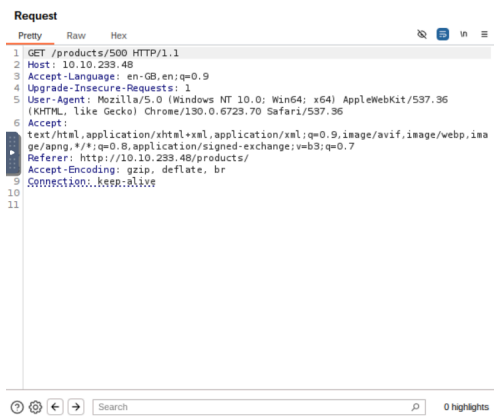 Request
Pretty Raw Hex \n
1 GET /products/500 HTTP/1.1
2 Host: 10.10.233.48
3 Accept-Language: en-GB,en;q=0.9
4 Upgrade-Insecure-Requests: 1
5 User-Agent: Mozilla/5.0 (Windows NT 10.0; Win64; x64) AppleWebKit/537.36
(KHTML, like Gecko) Chrome/130.0.6723.70 Safari/537.36
6 Accept:
text/html,application/xhtml+xml,application/xml;q=0.9,image/avif,image/webp,ima
ge/apng,*/*;q=0.8,application/signed-exchange;v=b3;q=0.7
Referer: http://10.10.233.48/products/
Accept-Encoding: gzip, deflate, br
9 Connection: keep-alive
10
11
Search 0 highlights